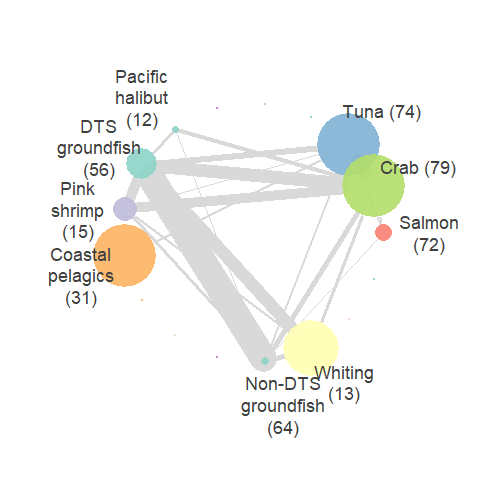 Pacific
halibut
(12)
Tuna (74)
DTS
groundfish
(56)
Crab (79)
Pink
shrimp
(15)
Salmon
(72)
Coastal
pelagics
(31)
Whiting
(13)
Non-DTS
groundfish
(64)